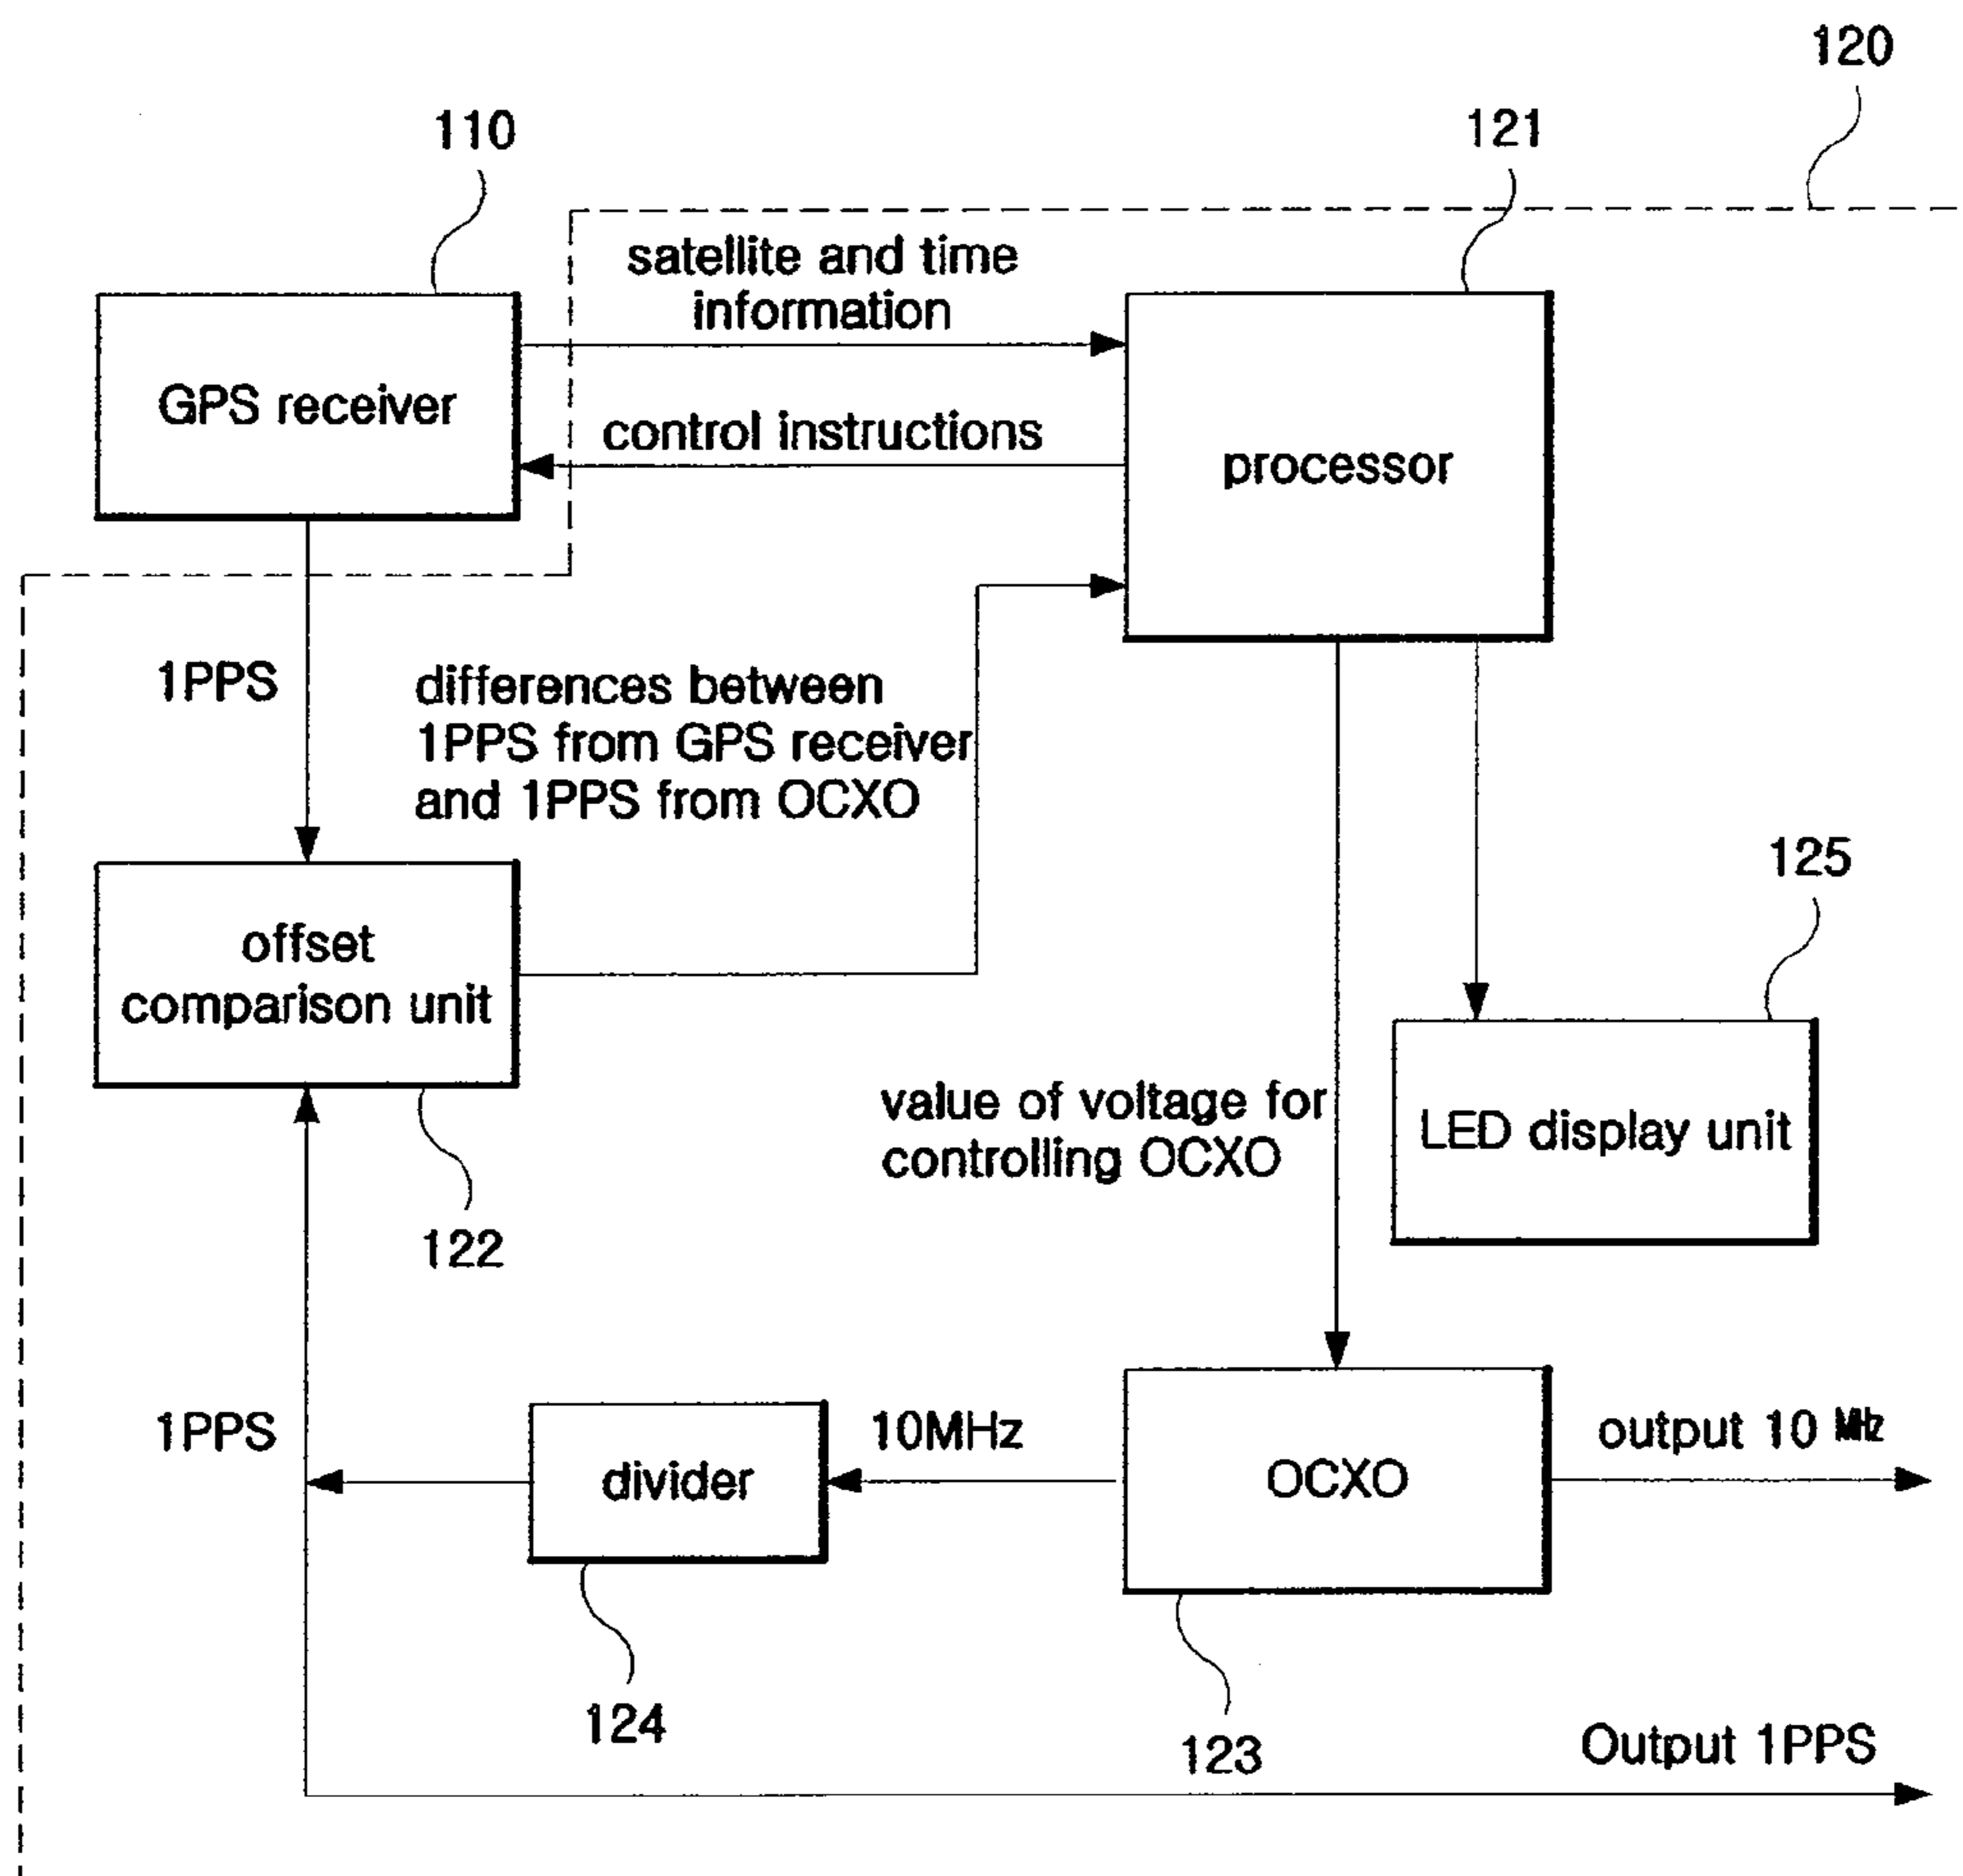 120
110
121
satellite and time
information
GPS receiver
control instructions
processor
1PPS
differences between
1PPS from GPS receiver
and 1PPS from OCXO
125
offset
comparison unit
value of voltage for
controlling OCXO
LED display unit
122
1PPS
divider
10MHz
OCXO
output 10 MHz
124
123
Output 1PPS